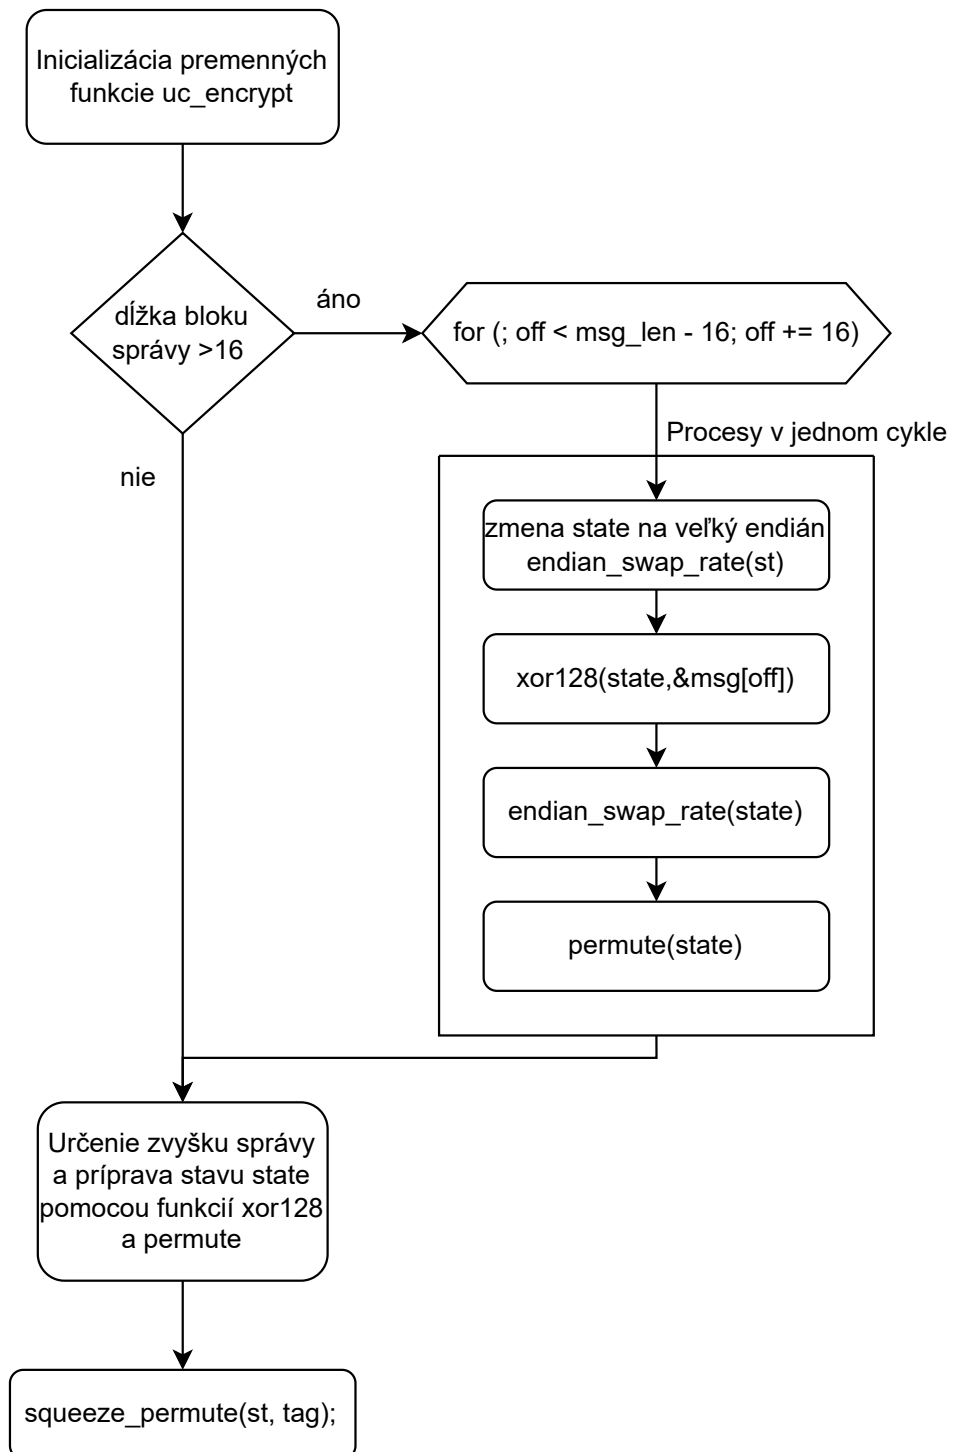 Inicializácia premenných
funkcie uc_encrypt
dĺžka bloku
správy >16
áno
for (; off < msg_len - 16; off += 16)
Procesy v jednom cykle
nie
zmena state na veľký endián
endian_swap_rate(st)
xor128(state,&msg[off])
endian_swap_rate(state)
permute(state)
Určenie zvyšku správy
a príprava stavu state
pomocou funkcií xor128
a permute
squeeze_permute(st, tag);